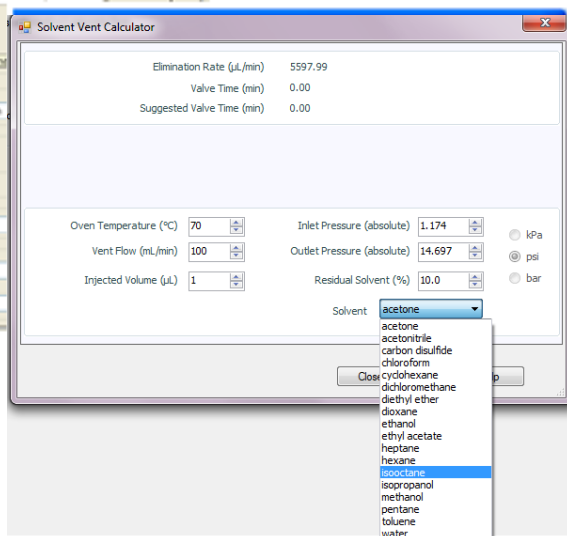 Solvent Vent Calculator
Elimination Rate (µL/min) 5597.99
Valve Time (min) 0.00
Suggested Valve Time (min) 0.00
Oven Temperature (°C) 70 Inlet Pressure (absolute) 1.174 kPa
Vent Flow (mL/min) 100 Outlet Pressure (absolute) 14.697 psi
Injected Volume (µL) 1 Residual Solvent (%) 10.0 bar
Solvent acetone
acetone
acetonitrile
carbon disulfide
chloroform
cyclohexane
dichloromethane
diethyl ether
dioxane
ethanol
ethyl acetate
heptane
hexane
isooctane
isopropanol
methanol
pentane
toluene
water